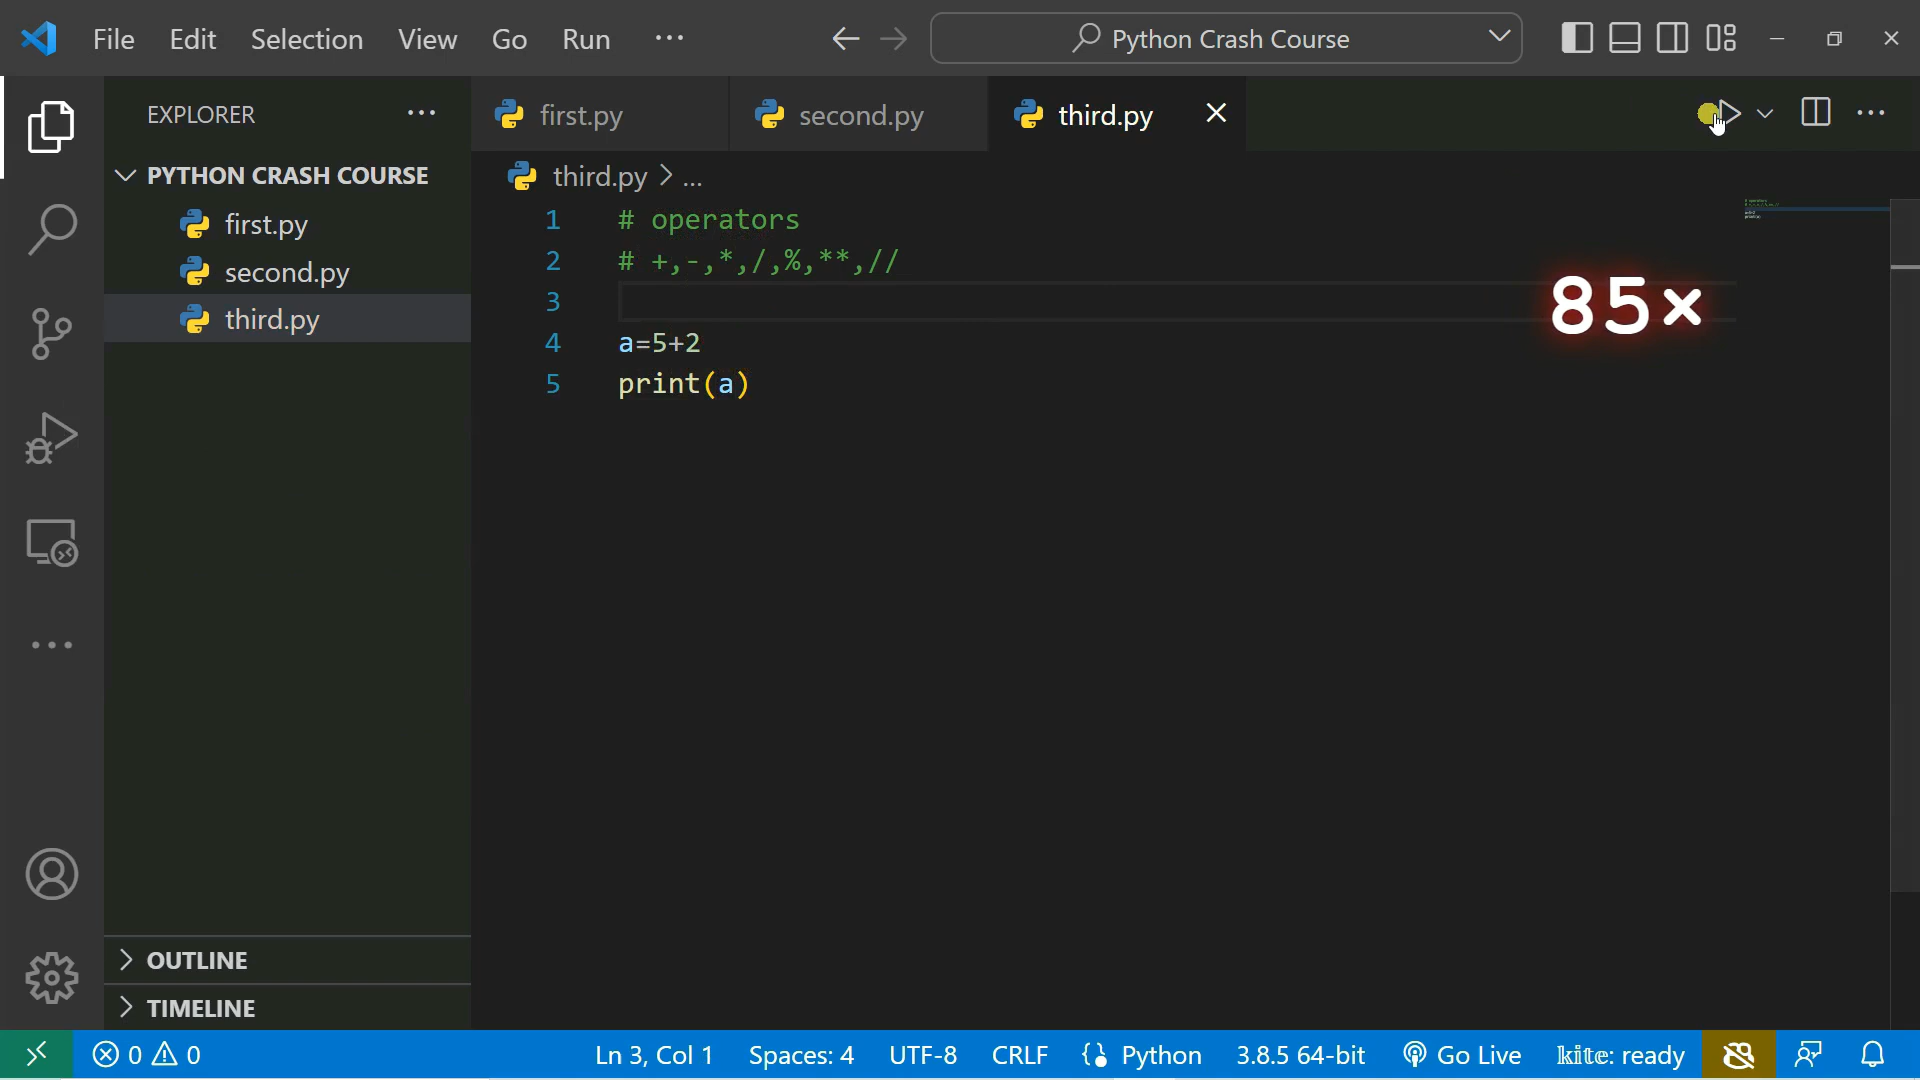 File Edit Selection View Go Run ...
Python Crash Course
EXPLORER
first.py second.py third.py
PYTHON CRASH COURSE
first.py
second.py
third.py
third.py > ...
1 # operators
2 # +,-,*,/,%,**,//
3
4 a=5+2
5 print(a)
85×
OUTLINE
TIMELINE
0 0 Ln 3, Col 1 Spaces: 4 UTF-8 CRLF Python 3.8.5 64-bit Go Live kite: ready